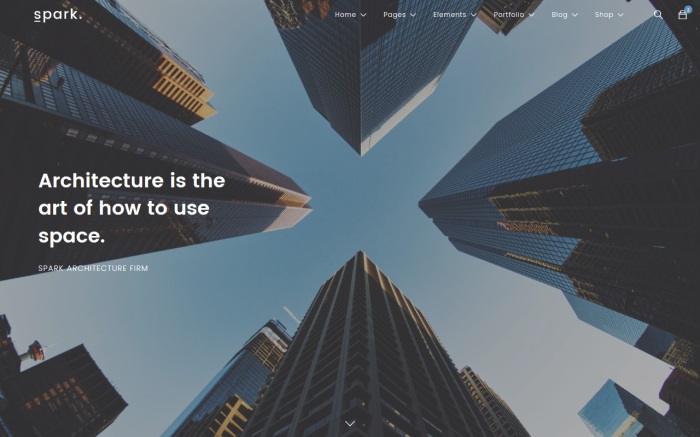 spark.
Home
Pages
Elements
Portfolio
Blog
Shop
Architecture is the
art of how to use
space.
SPARK ARCHITECTURE FIRM